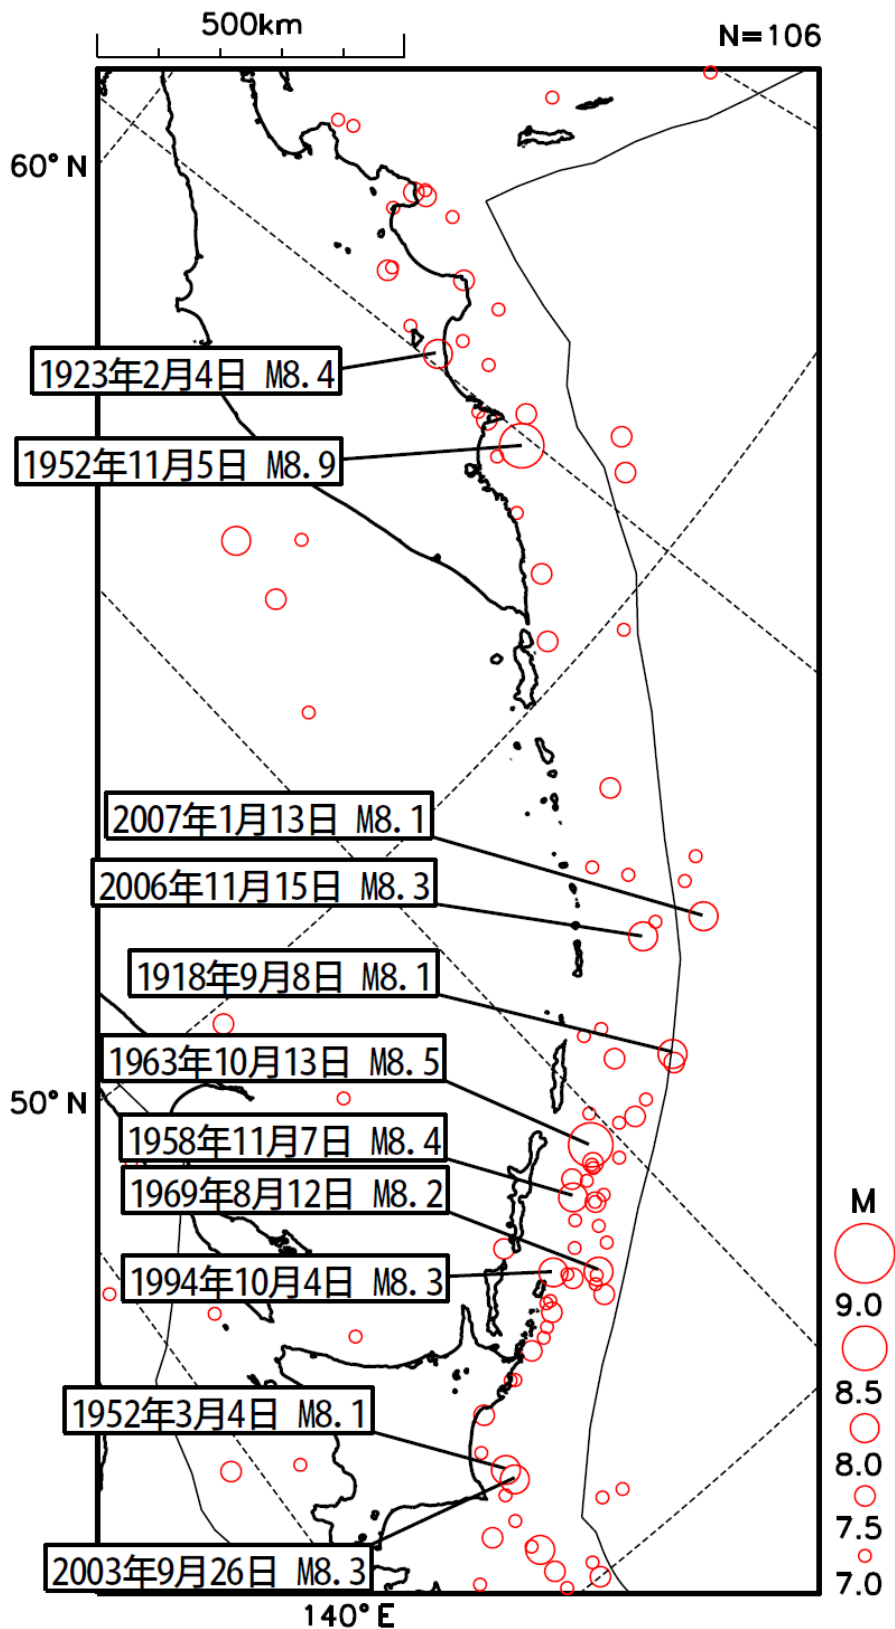 500km
N=106
60°N
1923年2月4日 M8.4
1952年11月5日 M8.9
2007年1月13日 M8.1
2006年11月15日 M8.3
1918年9月8日 M8.1
1963年10月13日 M8.5
50°N
1958年11月7日 M8.4
1969年8月12日 M8.2
1994年10月4日 M8.3
1952年3月4日 M8.1
2003年9月26日 M8.3
140°E
M
9.0
8.5
8.0
7.5
7.0